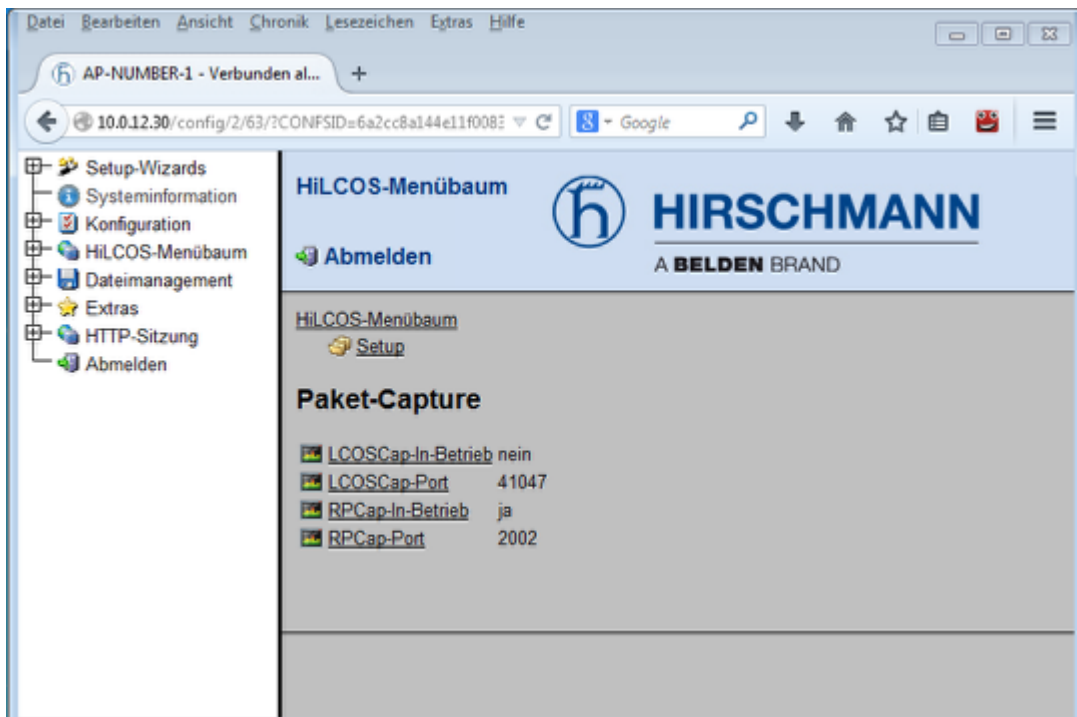 Datei Bearbeiten Ansicht Chronik Lesezeichen Extras Hilfe
AP-NUMBER-1 - Verbunden al...
10.0.12.30/config/2/63/?CONFSID=6a2cc8a144e11f008 Google
Setup-Wizards
Systeminformation
Konfiguration
HiLCOS-Menübaum
Dateimanagement
Extras
HTTP-Sitzung
Abmelden
HiLCOS-Menübaum
Abmelden
HIRSCHMANN
A BELDEN BRAND
HiLCOS-Menübaum
Setup
Paket-Capture
LCOSCap-In-Betrieb nein
LCOSCap-Port 41047
RPCap-In-Betrieb ja
RPCap-Port 2002